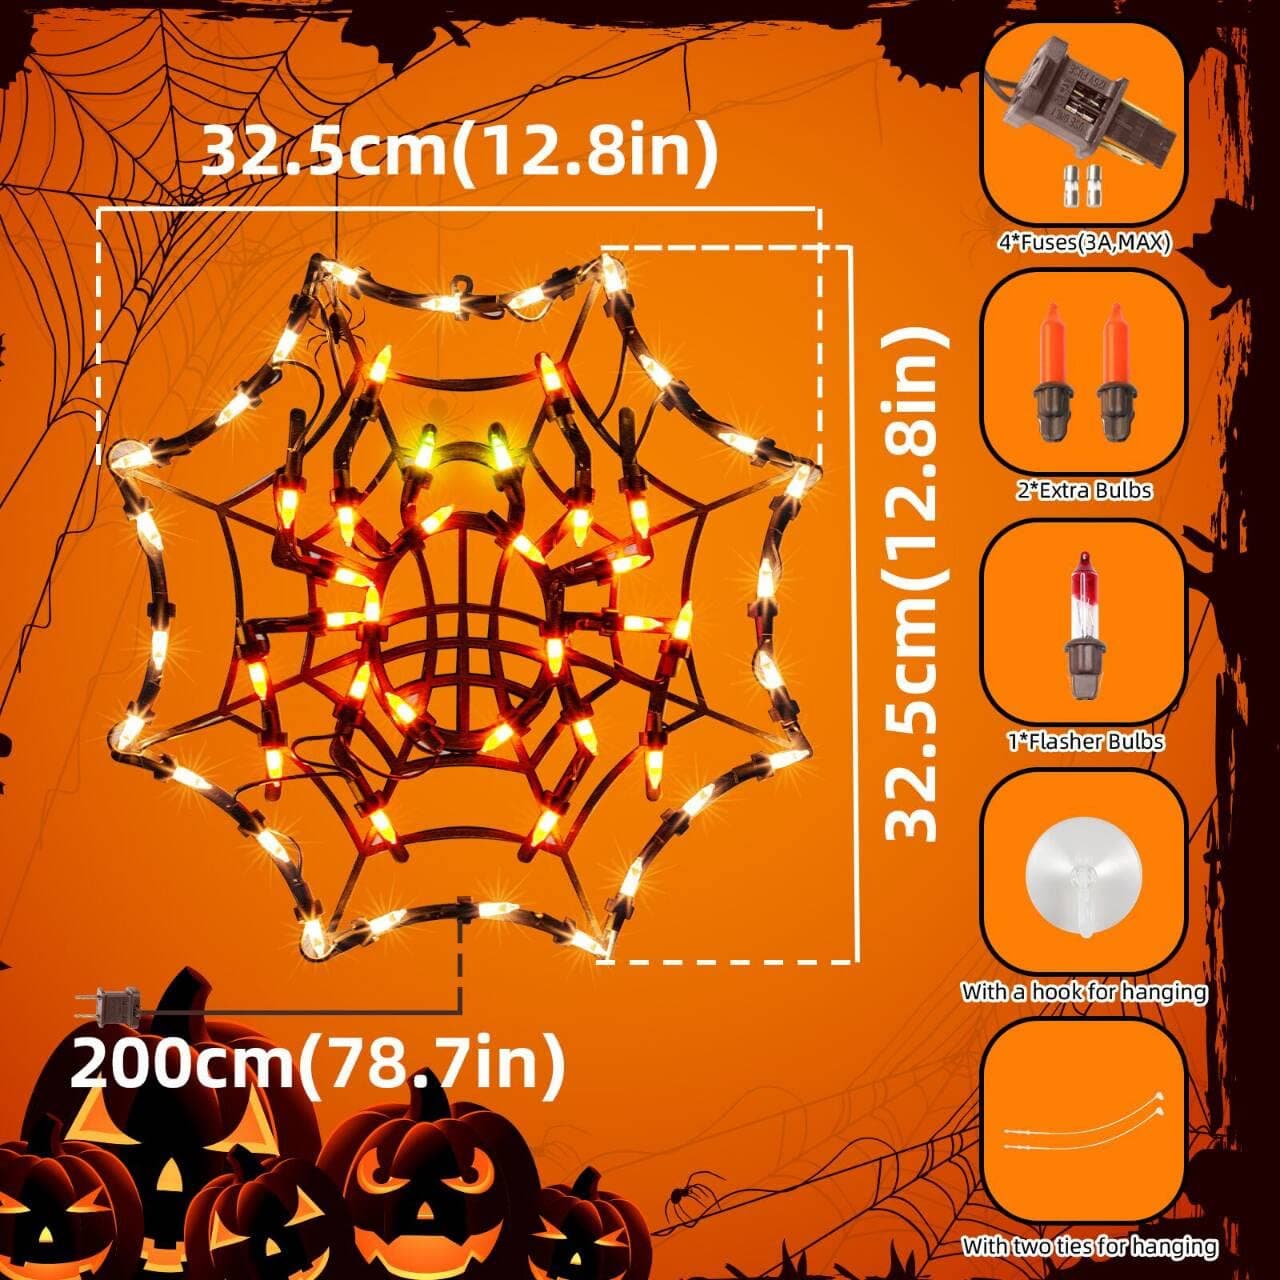 32.5cm(12.8in)
32.5cm(12.8in)
200cm(78.7in)
4*Fuses(3A,MAX)
2*Extra Bulbs
1*Flasher Bulbs
With a hook for hanging
With two ties for hanging